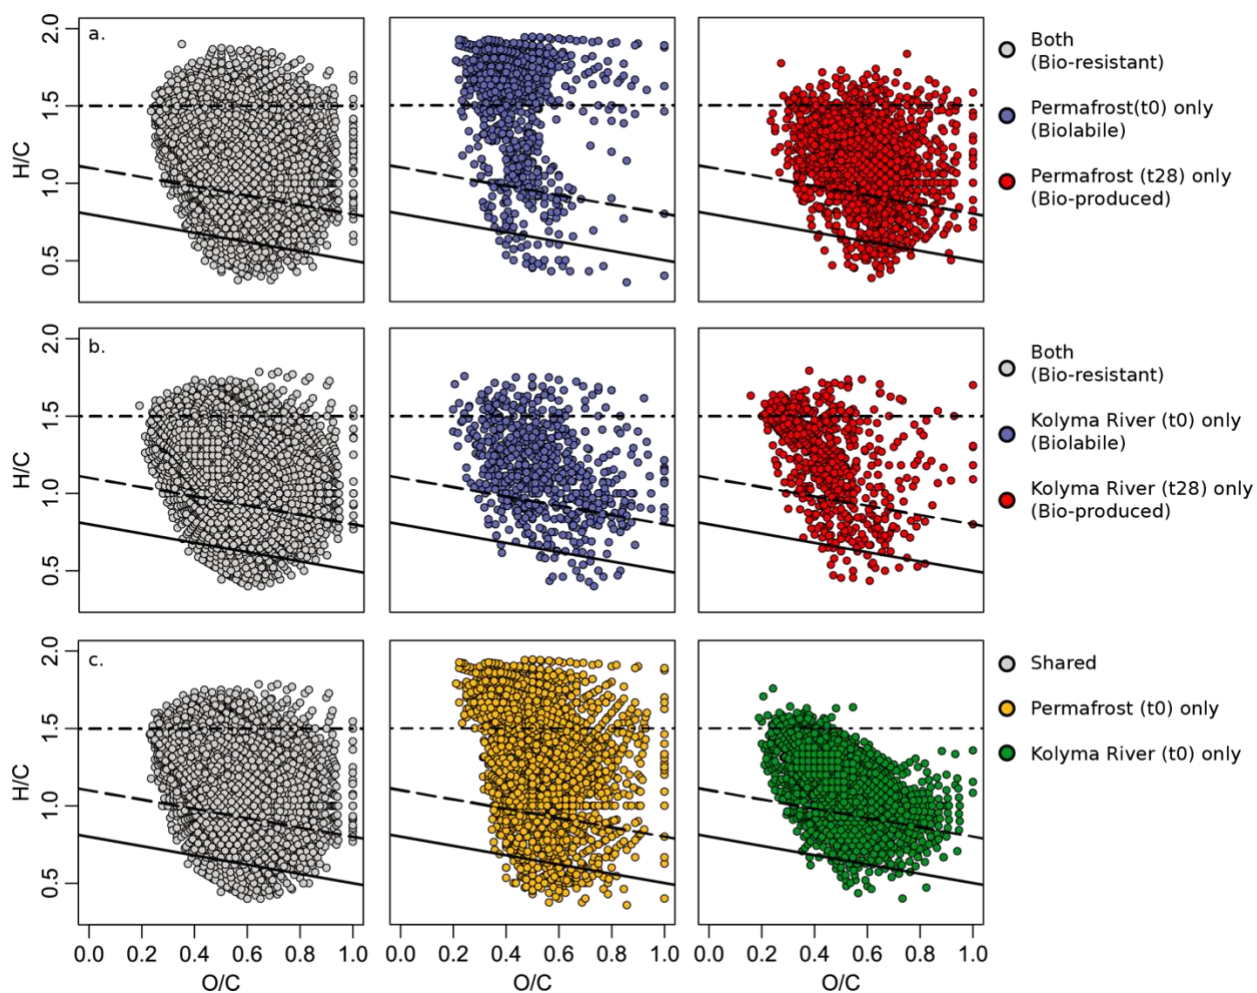 a.
2.0
1.5
1.0
0.5
H/C
Both
(Bio-resistant)
Permafrost(t0) only
(Biolabile)
Permafrost (t28) only
(Bio-produced)
b.
2.0
1.5
1.0
0.5
H/C
Both
(Bio-resistant)
Kolyma River (t0) only
(Biolabile)
Kolyma River (t28) only
(Bio-produced)
c.
2.0
1.5
1.0
0.5
H/C
Shared
Permafrost (t0) only
Kolyma River (t0) only
0.0 0.2 0.4 0.6 0.8 1.0
0.0 0.2 0.4 0.6 0.8 1.0
0.0 0.2 0.4 0.6 0.8 1.0
O/C
O/C
O/C